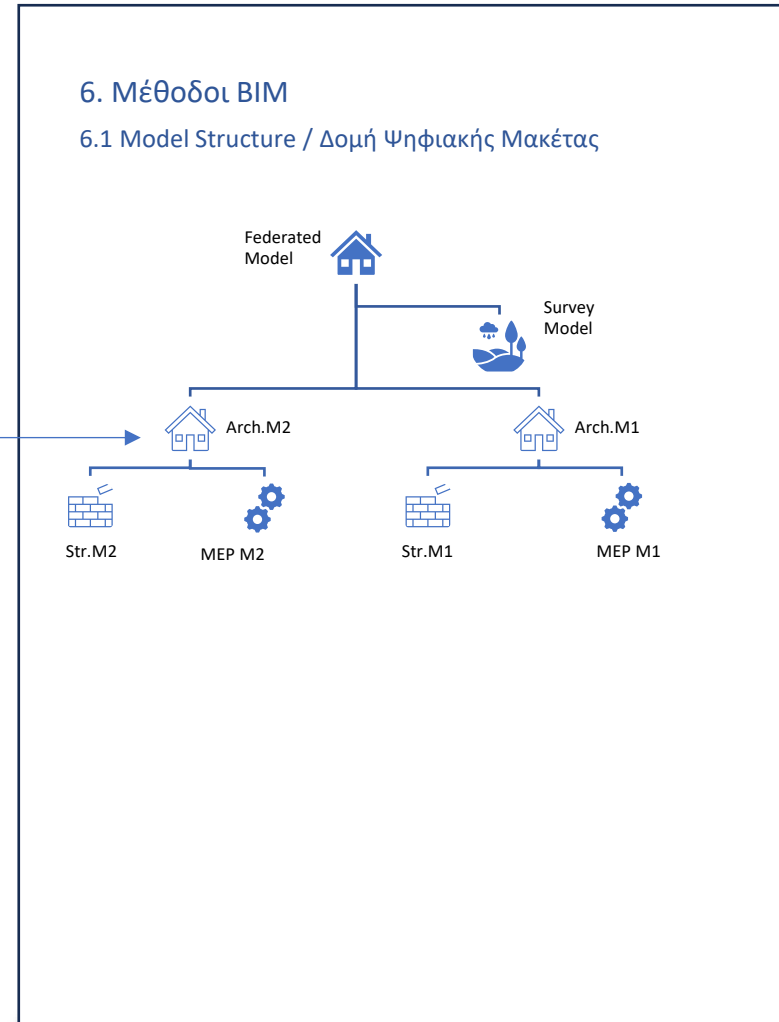 6. Μέθοδοι BIM
6.1 Model Structure / Δομή Ψηφιακής Μακέτας
Federated
Model
Survey
Model
Arch.M2
Arch.M1
Str.M2
MEP M2
Str.M1
MEP M1